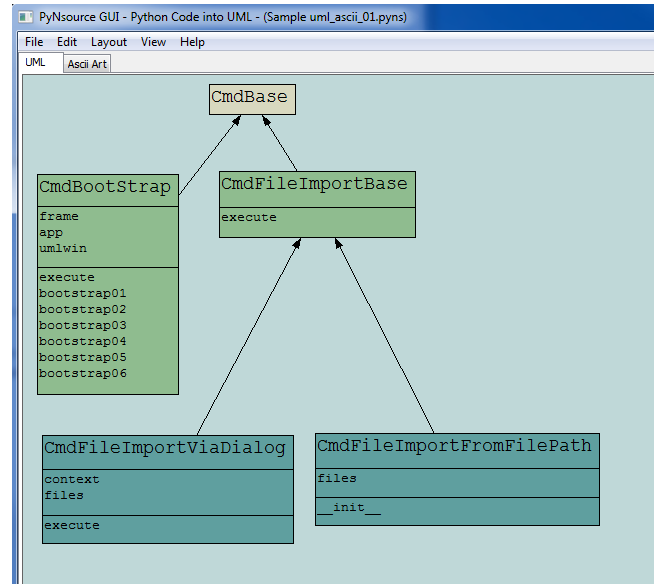 PyNsource GUI - Python Code into UML - (Sample uml_ascii_01.pyns)
File Edit Layout View Help
UML Ascii Art
CmdBase
CmdBootStrap
frame
app
umlwin
execute
bootstrap01
bootstrap02
bootstrap03
bootstrap04
bootstrap05
bootstrap06
CmdFileImportBase
execute
CmdFileImportViaDialog
context
files
execute
CmdFileImportFromFilePath
files
__init__